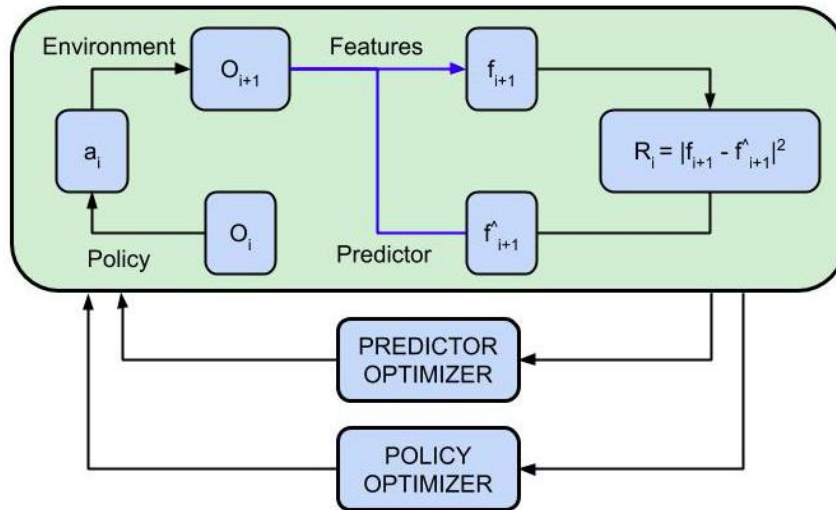 Environment
Features
O_{i+1}
f_{i+1}
a_i
R_i = |f_{i+1} - f^_{i+1}|²
O_i
f^_{i+1}
Policy
Predictor
PREDICTOR
OPTIMIZER
POLICY
OPTIMIZER